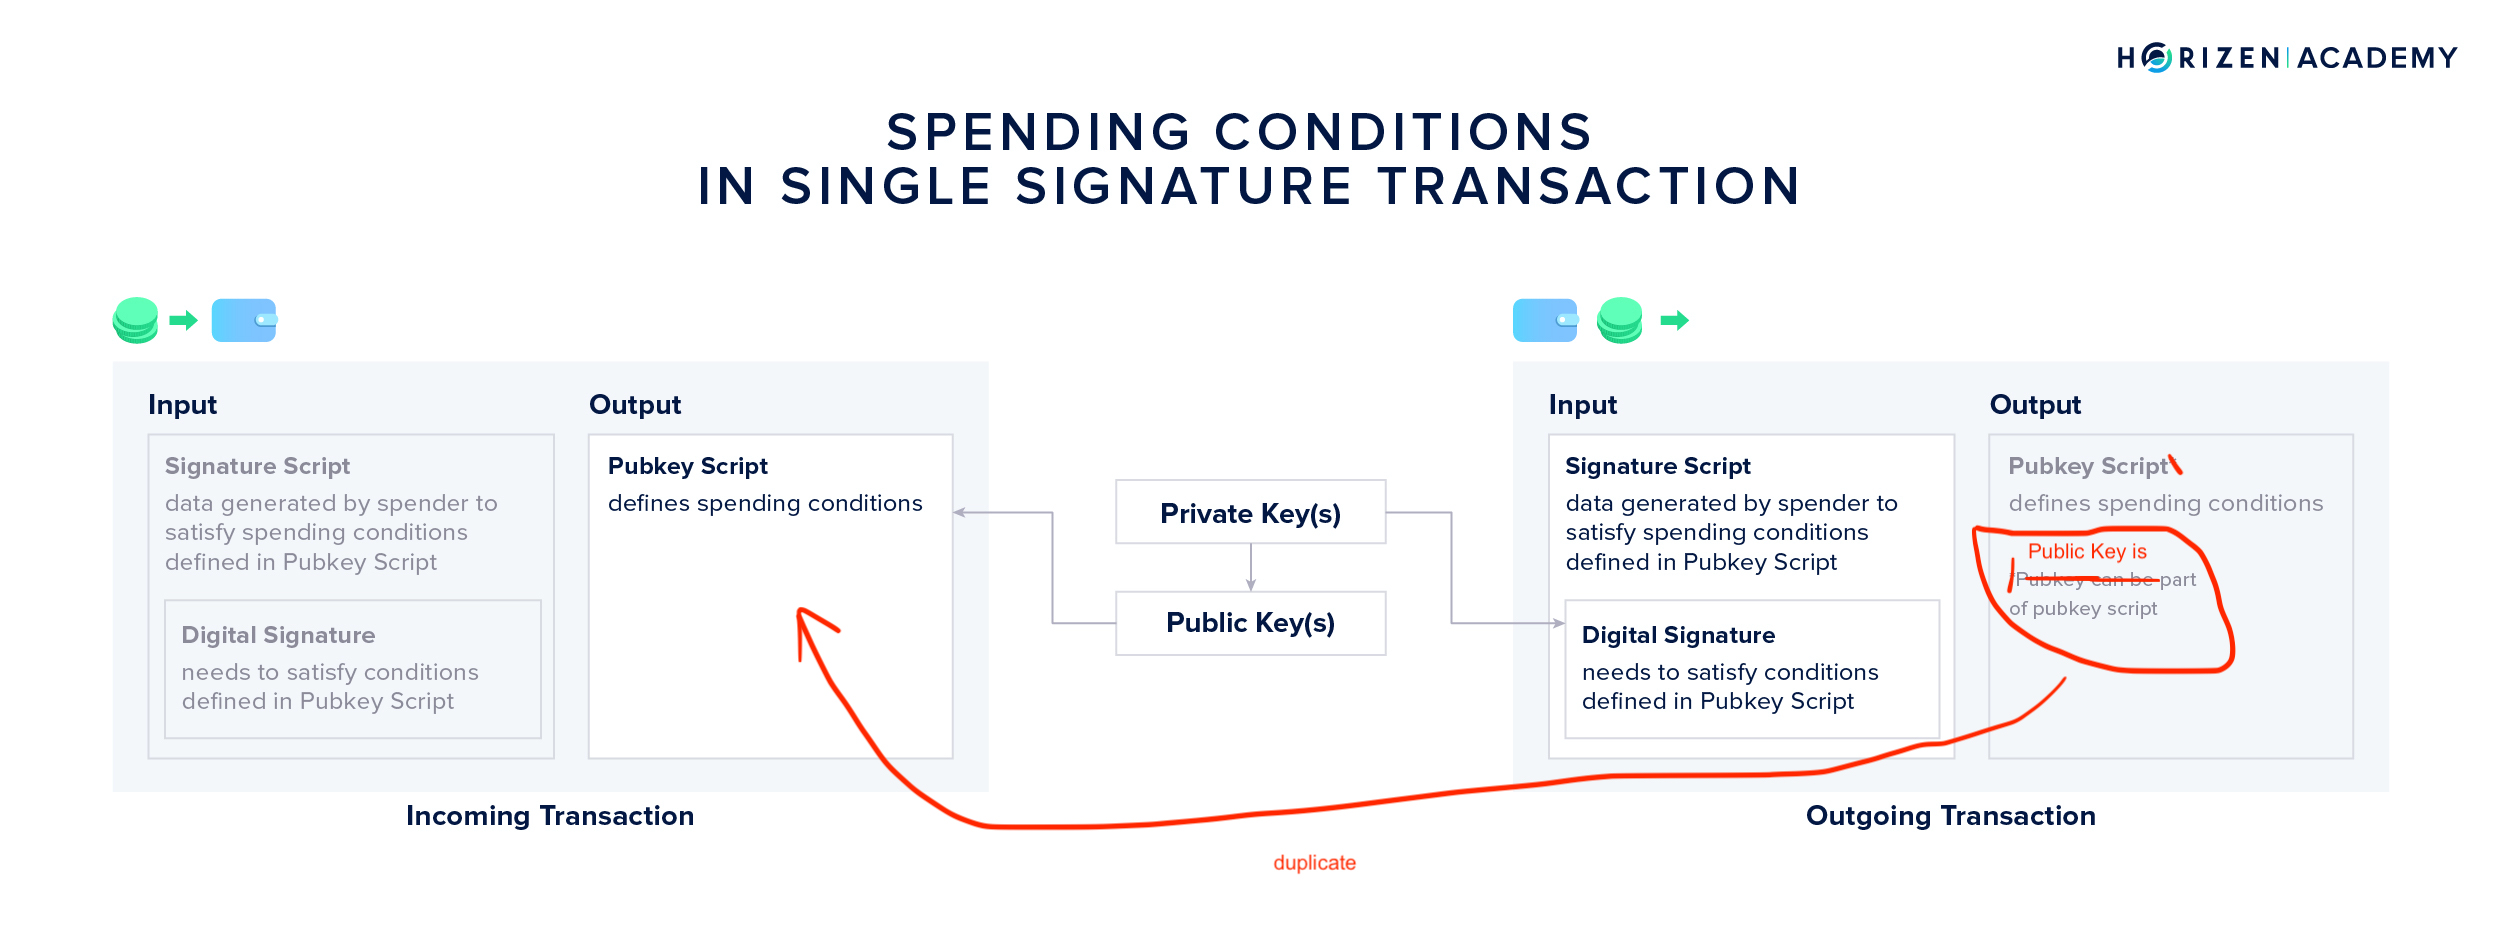 HORIZEN ACADEMY
SPENDING CONDITIONS
IN SINGLE SIGNATURE TRANSACTION
Input
Signature Script
data generated by spender to
satisfy spending conditions
defined in Pubkey Script
Digital Signature
needs to satisfy conditions
defined in Pubkey Script
Output
Pubkey Script
defines spending conditions
Incoming Transaction
Private Key(s)
Public Key(s)
Input
Signature Script
data generated by spender to
satisfy spending conditions
defined in Pubkey Script
Digital Signature
needs to satisfy conditions
defined in Pubkey Script
Output
Pubkey Script*
defines spending conditions
Public Key is
*Pubkey can be part
of pubkey script
Outgoing Transaction
duplicate